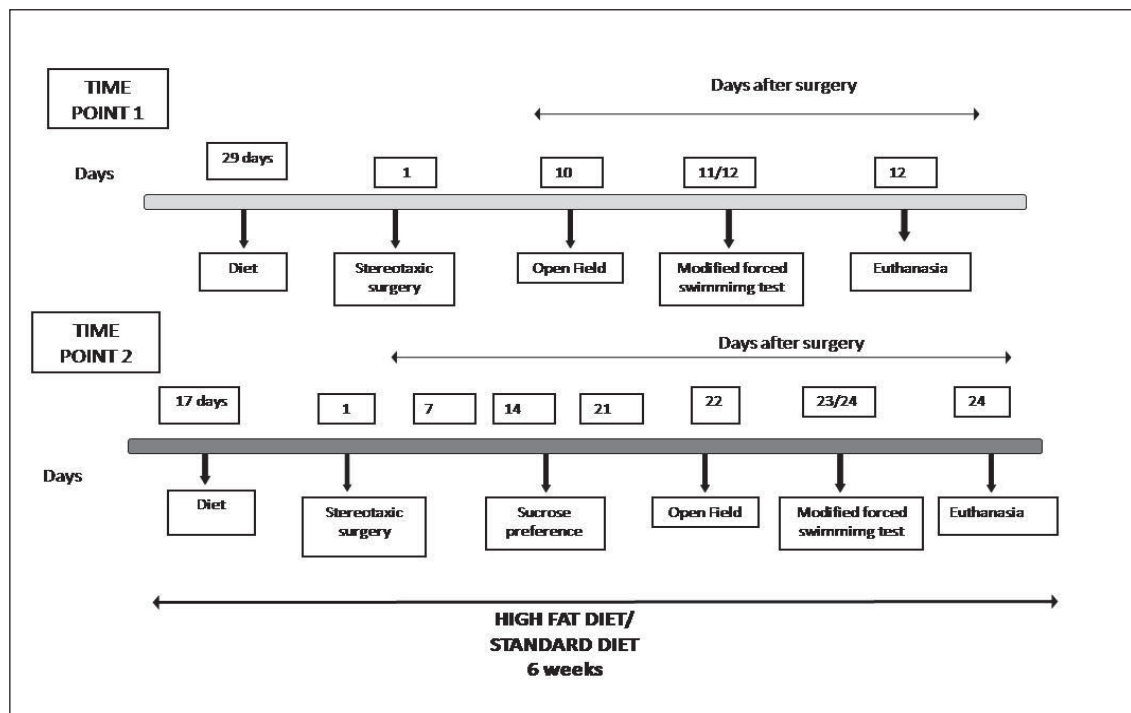 TIME
POINT 1
Days after surgery
Days
29 days
1
10
11/12
12
Diet
Stereotaxic
surgery
Open Field
Modified forced
swimmimg test
Euthanasia
TIME
POINT 2
Days after surgery
17 days
1
7
14
21
22
23/24
24
Days
Diet
Stereotaxic
surgery
Sucrose
preference
Open Field
Modified forced
swimmimg test
Euthanasia
HIGH FAT DIET/
STANDARD DIET
6 weeks